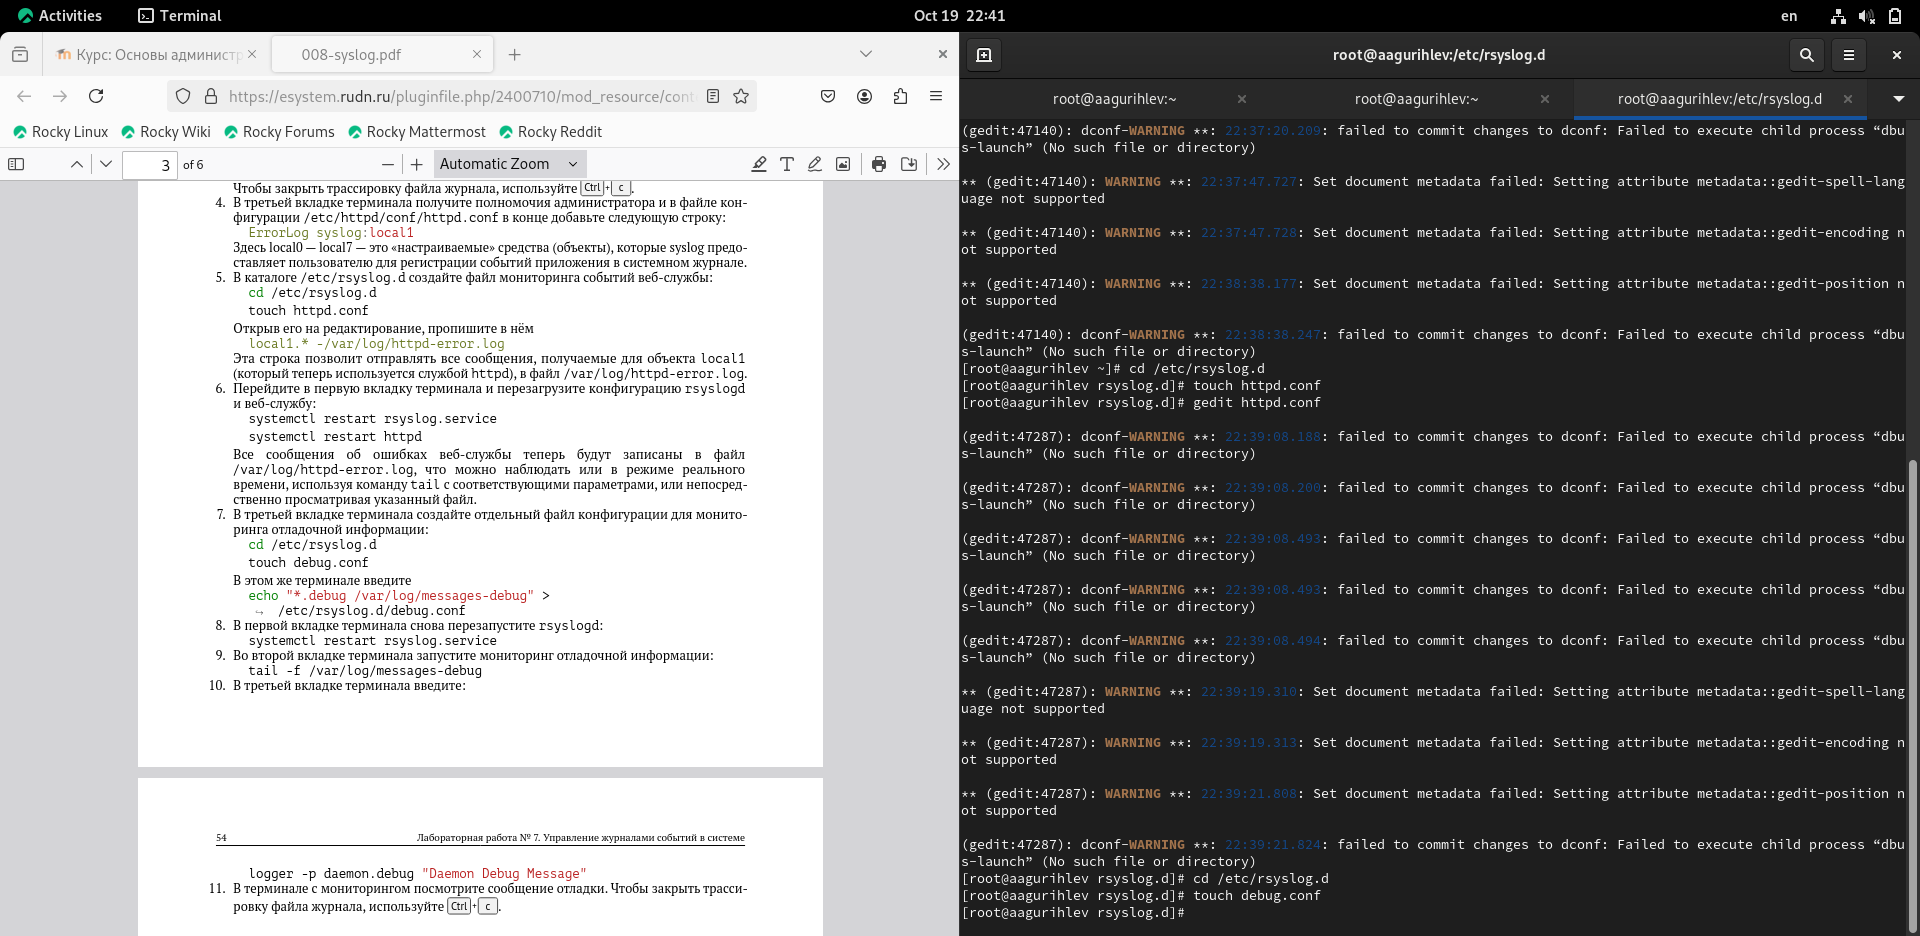 Activities
Terminal
Oct 19 22:41
en
Курс: Основы администр
008-syslog.pdf
https://esystem.rudn.ru/pluginfile.php/2400710/mod_resource/cont
Rocky Linux
Rocky Wiki
Rocky Forums
Rocky Mattermost
Rocky Reddit
3
of 6
Automatic Zoom
Чтобы закрыть трассировку файла журнала, используйте Ctrl + c .
4. В третьей вкладке терминала получите полномочия администратора и в файле кон-
фигурации /etc/httpd/conf/httpd.conf в конце добавьте следующую строку:
ErrorLog syslog:local1
Здесь local0 — local7 — это «настраиваемые» средства (объекты), которые syslog предо-
ставляет пользователю для регистрации событий приложения в системном журнале.
5. В каталоге /etc/rsyslog.d создайте файл мониторинга событий веб-службы:
cd /etc/rsyslog.d
touch httpd.conf
Открыв его на редактирование, пропишите в нём
local1.* -/var/log/httpd-error.log
Эта строка позволит отправлять все сообщения, получаемые для объекта local1
(который теперь используется службой httpd), в файл /var/log/httpd-error.log.
6. Перейдите в первую вкладку терминала и перезагрузите конфигурацию rsyslogd
и веб-службу:
systemctl restart rsyslog.service
systemctl restart httpd
Все сообщения об ошибках веб-службы теперь будут записаны в файл
/var/log/httpd-error.log, что можно наблюдать или в режиме реального
времени, используя команду tail с соответствующими параметрами, или непосред-
ственно просматривая указанный файл.
7. В третьей вкладке терминала создайте отдельный файл конфигурации для монито-
ринга отладочной информации:
cd /etc/rsyslog.d
touch debug.conf
В этом же терминале введите
echo "*.debug /var/log/messages-debug" >
↪ /etc/rsyslog.d/debug.conf
8. В первой вкладке терминала снова перезапустите rsyslogd:
systemctl restart rsyslog.service
9. Во второй вкладке терминала запустите мониторинг отладочной информации:
tail -f /var/log/messages-debug
10. В третьей вкладке терминала введите:
54 Лабораторная работа № 7. Управление журналами событий в системе
logger -p daemon.debug "Daemon Debug Message"
11. В терминале с мониторингом посмотрите сообщение отладки. Чтобы закрыть трасси-
ровку файла журнала, используйте Ctrl + c .
root@aagurihlev:/etc/rsyslog.d
root@aagurihlev:~
root@aagurihlev:~
root@aagurihlev:/etc/rsyslog.d
(gedit:47140): dconf-WARNING **: 22:37:20.209: failed to commit changes to dconf: Failed to execute child process “dbu
s-launch” (No such file or directory)
** (gedit:47140): WARNING **: 22:37:47.727: Set document metadata failed: Setting attribute metadata::gedit-spell-lang
uage not supported
** (gedit:47140): WARNING **: 22:37:47.728: Set document metadata failed: Setting attribute metadata::gedit-encoding n
ot supported
** (gedit:47140): WARNING **: 22:38:38.177: Set document metadata failed: Setting attribute metadata::gedit-position n
ot supported
(gedit:47140): dconf-WARNING **: 22:38:38.247: failed to commit changes to dconf: Failed to execute child process “dbu
s-launch” (No such file or directory)
[root@aagurihlev ~]# cd /etc/rsyslog.d
[root@aagurihlev rsyslog.d]# touch httpd.conf
[root@aagurihlev rsyslog.d]# gedit httpd.conf
(gedit:47287): dconf-WARNING **: 22:39:08.188: failed to commit changes to dconf: Failed to execute child process “dbu
s-launch” (No such file or directory)
(gedit:47287): dconf-WARNING **: 22:39:08.200: failed to commit changes to dconf: Failed to execute child process “dbu
s-launch” (No such file or directory)
(gedit:47287): dconf-WARNING **: 22:39:08.493: failed to commit changes to dconf: Failed to execute child process “dbu
s-launch” (No such file or directory)
(gedit:47287): dconf-WARNING **: 22:39:08.493: failed to commit changes to dconf: Failed to execute child process “dbu
s-launch” (No such file or directory)
(gedit:47287): dconf-WARNING **: 22:39:08.494: failed to commit changes to dconf: Failed to execute child process “dbu
s-launch” (No such file or directory)
** (gedit:47287): WARNING **: 22:39:19.310: Set document metadata failed: Setting attribute metadata::gedit-spell-lang
uage not supported
** (gedit:47287): WARNING **: 22:39:19.313: Set document metadata failed: Setting attribute metadata::gedit-encoding n
ot supported
** (gedit:47287): WARNING **: 22:39:21.808: Set document metadata failed: Setting attribute metadata::gedit-position n
ot supported
(gedit:47287): dconf-WARNING **: 22:39:21.824: failed to commit changes to dconf: Failed to execute child process “dbu
s-launch” (No such file or directory)
[root@aagurihlev rsyslog.d]# cd /etc/rsyslog.d
[root@aagurihlev rsyslog.d]# touch debug.conf
[root@aagurihlev rsyslog.d]#